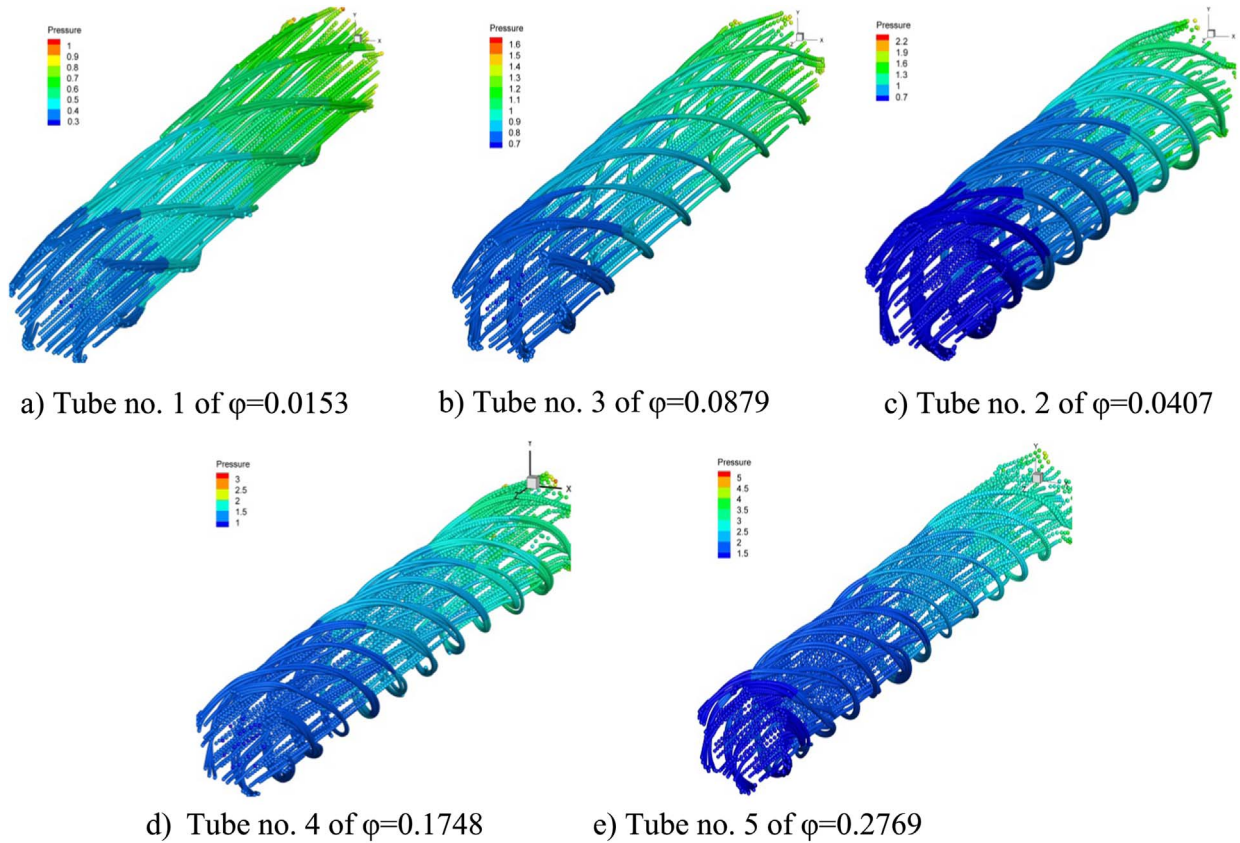 Pressure
1
0.9
0.8
0.7
0.6
0.5
0.4
0.3
Y
X
Z
Pressure
1.6
1.5
1.4
1.3
1.2
1.1
1
0.9
0.8
0.7
Y
X
Z
Pressure
2.2
1.9
1.6
1.3
1
0.7
Y
X
a) Tube no. 1 of φ=0.0153
b) Tube no. 3 of φ=0.0879
c) Tube no. 2 of φ=0.0407
Pressure
3
2.5
2
1.5
1
Y
X
Z
Pressure
5
4.5
4
3.5
3
2.5
2
1.5
Y
d) Tube no. 4 of φ=0.1748
e) Tube no. 5 of φ=0.2769